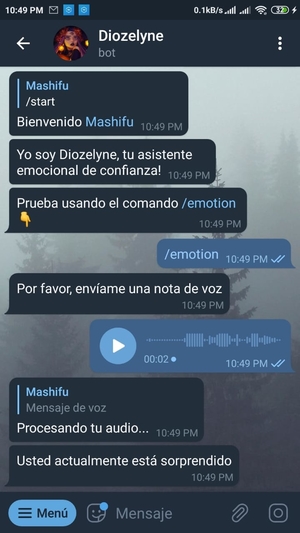 10:49 PM 0.1kB/s 32
Diozelyne
bot
Mashifu
/start
Bienvenido Mashifu
10:49 PM
Yo soy Diozelyne, tu asistente
emocional de confianza! 10:49 PM
Prueba usando el comando /emotion
👇
10:49 PM
/emotion 10:49 PM
Por favor, envíame una nota de voz
10:49 PM
00:02 10:49 PM
Mashifu
Mensaje de voz
Procesando tu audio... 10:49 PM
Usted actualmente está sorprendido
10:49 PM
Menú Mensaje